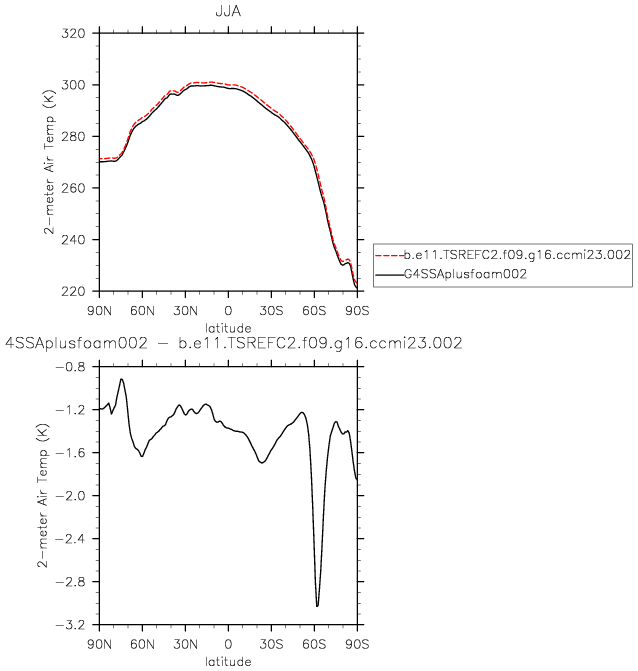 JJA
320
300
280
260
240
220
2-meter Air Temp (K)
90N 60N 30N 0 30S 60S 90S
latitude
b.e11.TSREFC2.f09.g16.ccmi23.002
G4SSAplusfoam002
4SSAplusfoam002 - b.e11.TSREFC2.f09.g16.ccmi23.002
-0.8
-1.2
-1.6
-2.0
-2.4
-2.8
-3.2
2-meter Air Temp (K)
90N 60N 30N 0 30S 60S 90S
latitude